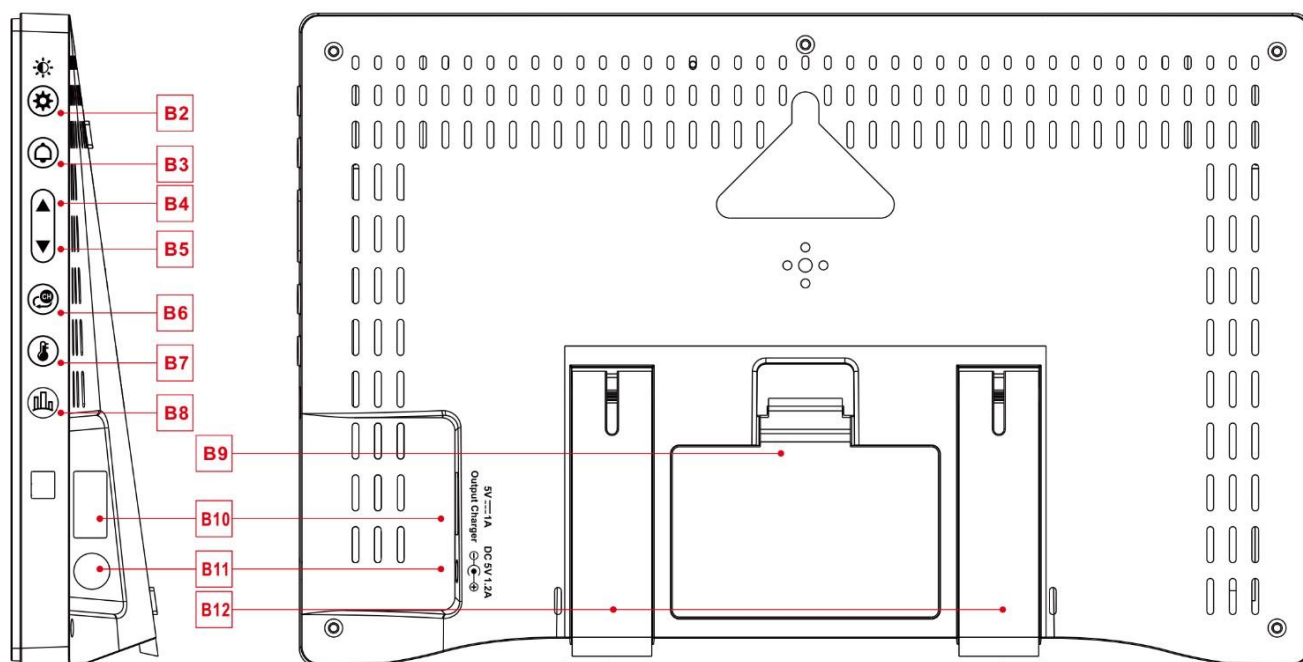 B2
B3
B4
B5
CH
B6
B7
B8
B9
B10
B11
B12
5V⎓1A
Output Charger
DC 5V 1.2A